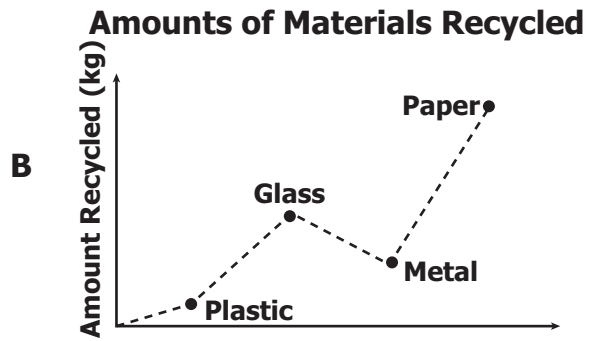 Amounts of Materials Recycled
B
Amount Recycled (kg)
Paper
Glass
Metal
Plastic